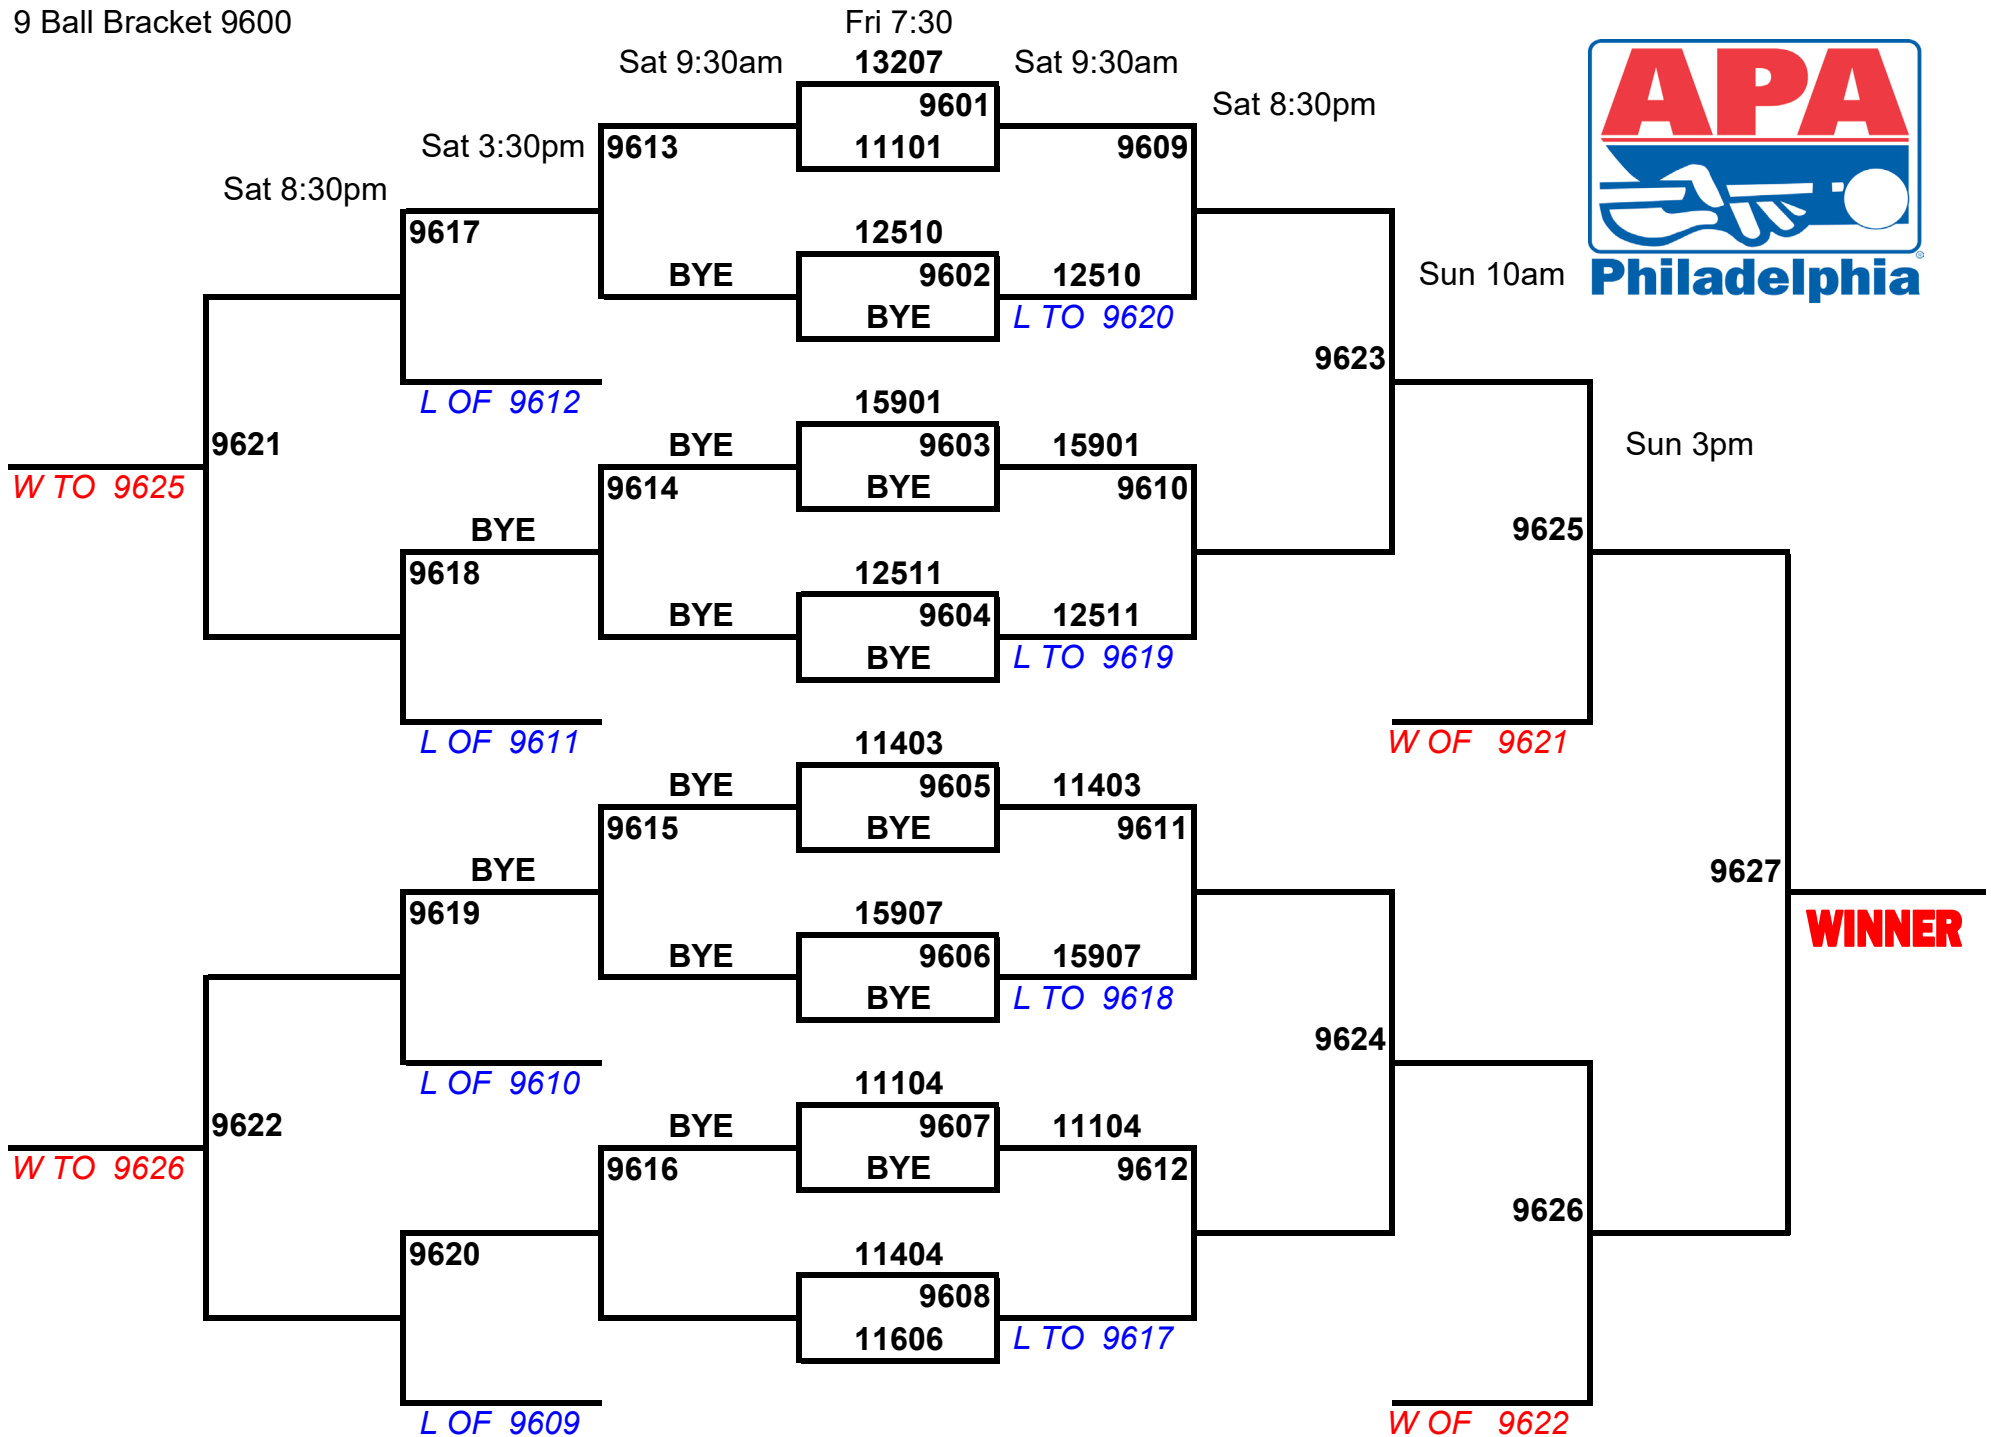 9 Ball Bracket 9600
Fri 7:30
Sat 9:30am
13207
Sat 9:30am
APA
Philadelphia
9601
Sat 8:30pm
Sat 3:30pm
9613
11101
9609
Sat 8:30pm
9617
12510
BYE
9602
12510
Sun 10am
BYE
L TO 9620
9623
L OF 9612
15901
9621
BYE
9603
15901
Sun 3pm
W TO 9625
9614
BYE
9610
BYE
9625
9618
12511
BYE
9604
12511
BYE
L TO 9619
L OF 9611
11403
W OF 9621
BYE
9605
11403
9615
BYE
9611
BYE
9627
9619
15907
WINNER
BYE
9606
15907
BYE
L TO 9618
9624
L OF 9610
11104
9622
BYE
9607
11104
W TO 9626
9616
BYE
9612
9626
9620
11404
9608
11606
L TO 9617
L OF 9609
W OF 9622